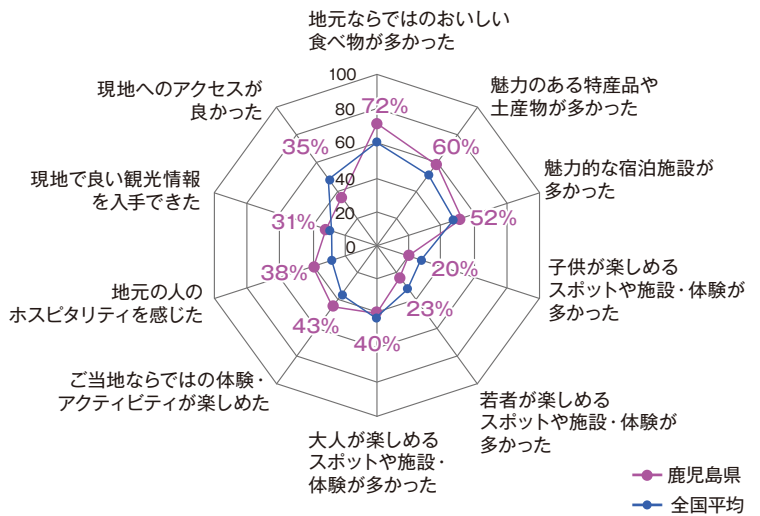 地元ならではのおいしい
食べ物が多かった
魅力のある特産品や
土産物が多かった
魅力的な宿泊施設が
多かった
子供が楽しめる
スポットや施設・体験が
多かった
若者が楽しめる
スポットや施設・体験が
多かった
大人が楽しめる
スポットや施設・
体験が多かった
ご当地ならではの体験・
アクティビティが楽しめた
地元の人の
ホスピタリティを感じた
現地で良い観光情報
を入手できた
現地へのアクセスが
良かった
100
80
60
40
20
0
72%
60%
52%
20%
23%
40%
43%
38%
31%
35%
鹿児島県
全国平均